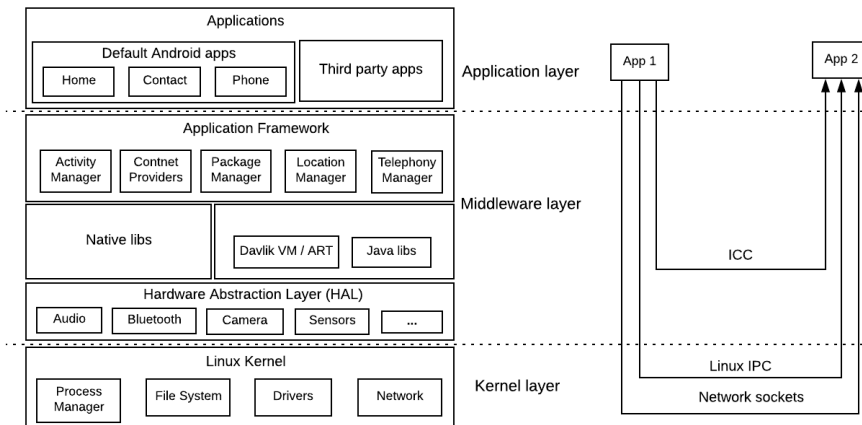 Applications
Default Android apps
Home
Contact
Phone
Third party apps
Application layer
App 1
App 2
Application Framework
Activity
Manager
Contnet
Providers
Package
Manager
Location
Manager
Telephony
Manager
Middleware layer
Native libs
Davlik VM / ART
Java libs
ICC
Hardware Abstraction Layer (HAL)
Audio
Bluetooth
Camera
Sensors
...
Linux Kernel
Process
Manager
File System
Drivers
Network
Kernel layer
Linux IPC
Network sockets